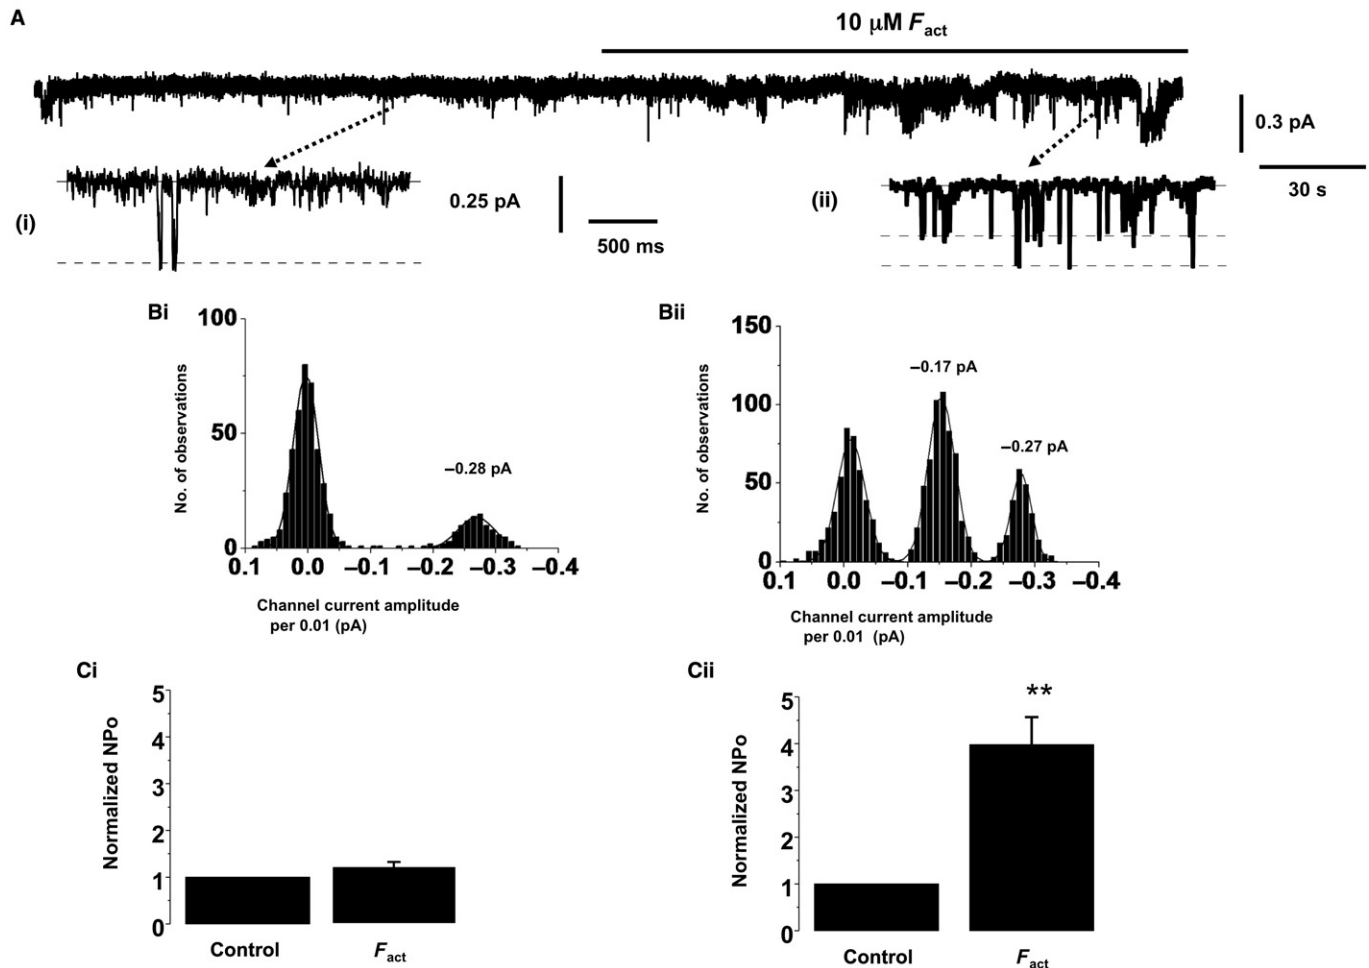 A
10 μM Fact
0.3 pA
30 s
(i)
0.25 pA
500 ms
(ii)
Bi
100
50
0
No. of observations
–0.28 pA
0.1 0.0 –0.1 –0.2 –0.3 –0.4
Channel current amplitude
per 0.01 (pA)
Bii
150
100
50
0
No. of observations
–0.17 pA
–0.27 pA
0.1 0.0 –0.1 –0.2 –0.3 –0.4
Channel current amplitude
per 0.01 (pA)
Ci
5
4
3
2
1
0
Normalized NPo
Control Fact
Cii
5
4
3
2
1
0
Normalized NPo
**
Control Fact